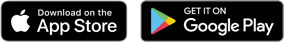 Download on the
App Store
GET IT ON
Google Play